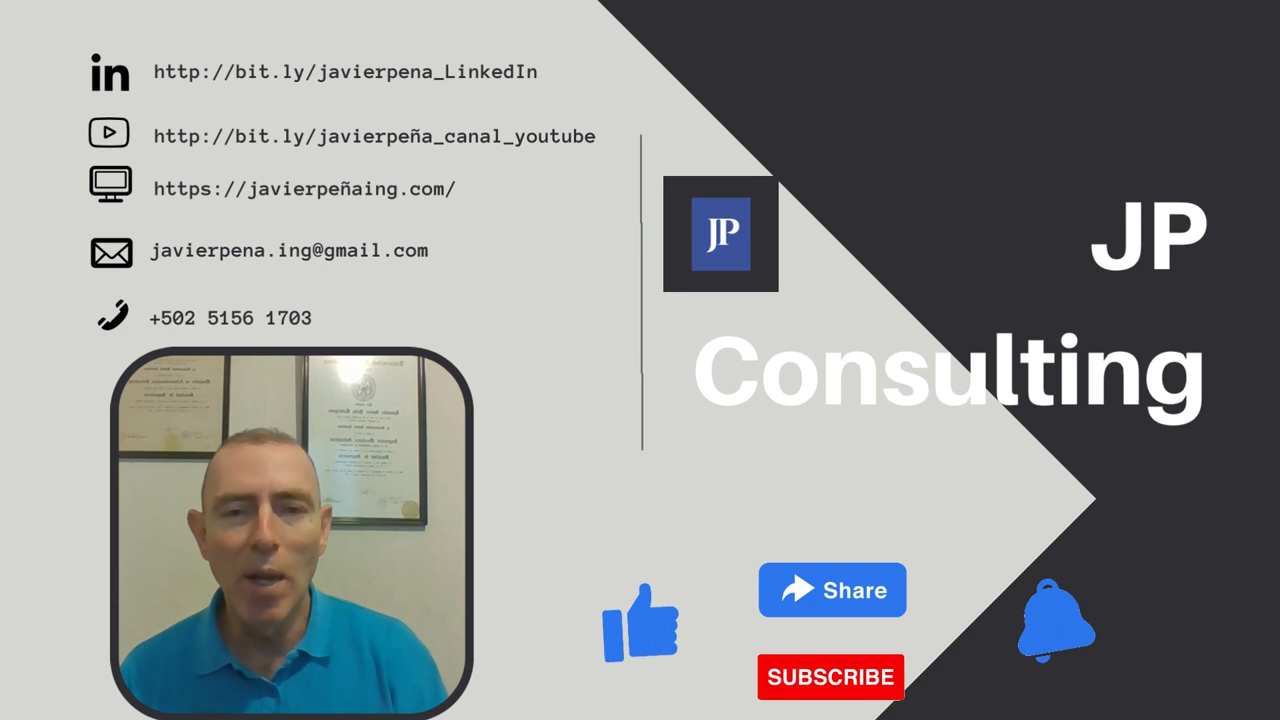 in http://bit.ly/javierpena_LinkedIn
http://bit.ly/javierpeña_canal_youtube
https://javierpeñaing.com/
javierpena.ing@gmail.com
+502 5156 1703
JP
JP
Consulting
Share
SUBSCRIBE